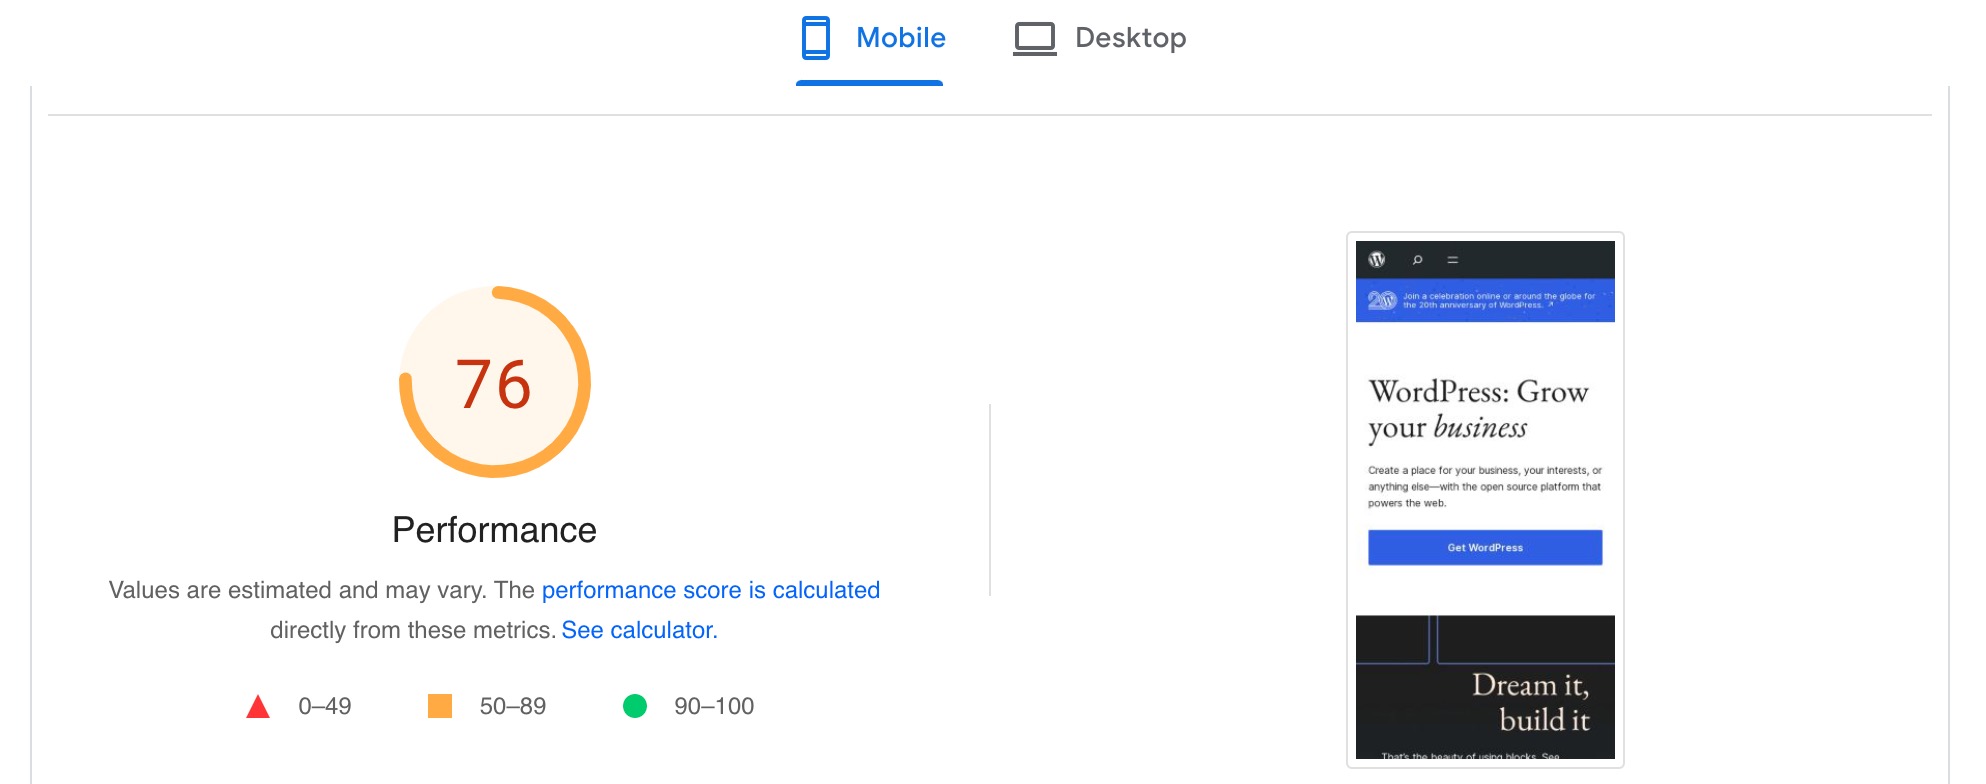 Mobile
Desktop
76
Performance
Values are estimated and may vary. The performance score is calculated
directly from these metrics. See calculator.
0–49
50–89
90–100
20
Join a celebration online or around the globe for
the 20th anniversary of WordPress. ↗
WordPress: Grow
your business
Create a place for your business, your interests, or
anything else—with the open source platform that
powers the web.
Get WordPress
Dream it,
build it
That's the beauty of using blocks. See